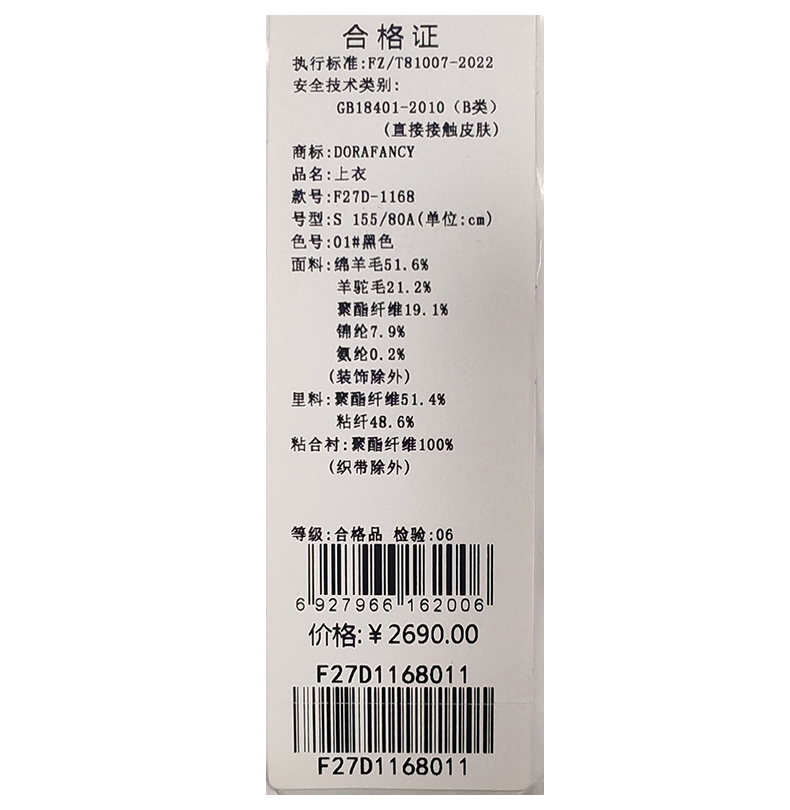 合格证
执行标准:FZ/T81007-2022
安全技术类别:
GB18401-2010（B类）
(直接接触皮肤)
商标:DORAFANCY
品名:上衣
款号:F27D-1168
号型:S 155/80A(单位:cm)
色号:01#黑色
面料:绵羊毛51.6%
羊驼毛21.2%
聚酯纤维19.1%
锦纶7.9%
氨纶0.2%
(装饰除外)
里料:聚酯纤维51.4%
粘纤48.6%
粘合衬:聚酯纤维100%
(织带除外)
等级:合格品 检验:06
6 927966 162006
价格:￥2690.00
F27D1168011
F27D1168011